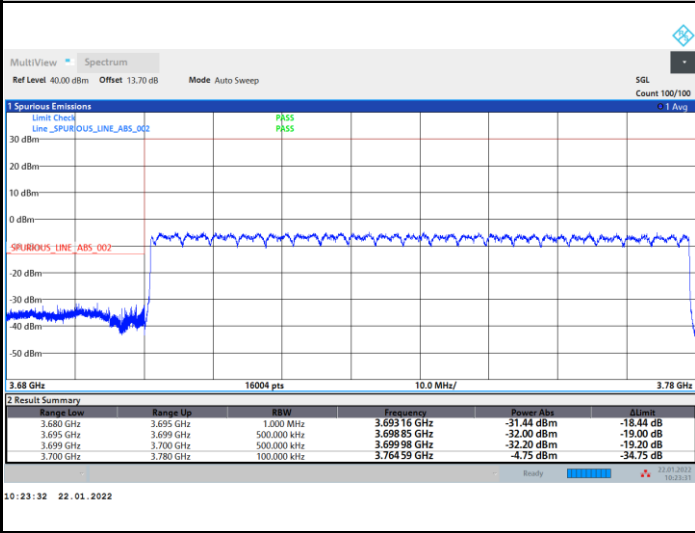 MultiView Spectrum
Ref Level 40.00 dBm Offset 13.70 dB Mode Auto Sweep SGL
Count 100/100
1 Spurious Emissions 1 Avg
Limit Check PASS
Line _SPURIOUS_LINE_ABS_002 PASS
30 dBm
20 dBm
10 dBm
0 dBm
_SPURIOUS_LINE_ABS_002
-20 dBm
-30 dBm
-40 dBm
-50 dBm
3.68 GHz 16004 pts 10.0 MHz/ 3.78 GHz
2 Result Summary
Range Low Range Up RBW Frequency Power Abs ΔLimit
3.680 GHz 3.695 GHz 1.000 MHz 3.693 16 GHz -31.44 dBm -18.44 dB
3.695 GHz 3.699 GHz 500.000 kHz 3.698 85 GHz -32.00 dBm -19.00 dB
3.699 GHz 3.700 GHz 500.000 kHz 3.699 98 GHz -32.20 dBm -19.20 dB
3.700 GHz 3.780 GHz 100.000 kHz 3.764 59 GHz -4.75 dBm -34.75 dB
Ready 22.01.2022
10:23:31
10:23:32 22.01.2022